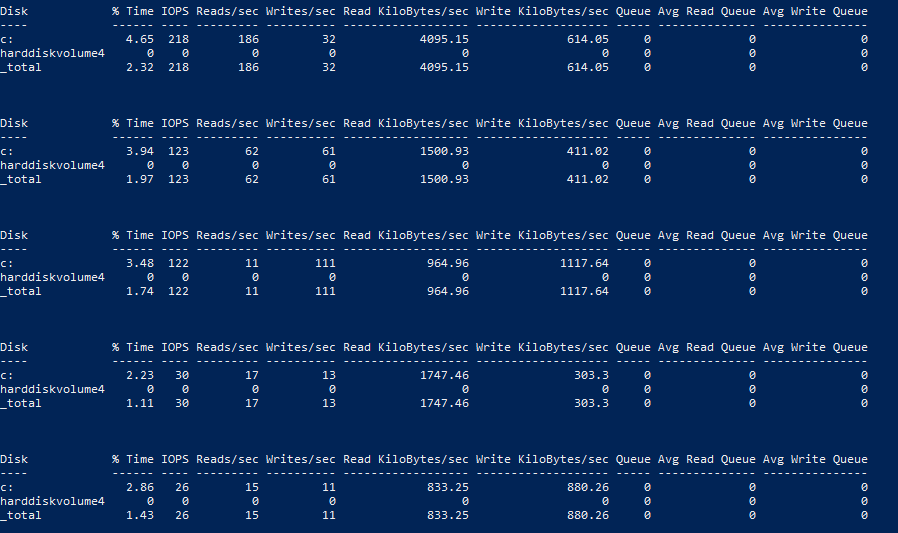 Disk % Time IOPS Reads/sec Writes/sec Read KiloBytes/sec Write KiloBytes/sec Queue Avg Read Queue Avg Write Queue
---- ------ ---- --------- ---------- ------------------ ------------------- ----- -------------- ---------------
c: 4.65 218 186 32 4095.15 614.05 0 0 0
harddiskvolume4 0 0 0 0 0 0 0 0 0
_total 2.32 218 186 32 4095.15 614.05 0 0 0
Disk % Time IOPS Reads/sec Writes/sec Read KiloBytes/sec Write KiloBytes/sec Queue Avg Read Queue Avg Write Queue
---- ------ ---- --------- ---------- ------------------ ------------------- ----- -------------- ---------------
c: 3.94 123 62 61 1500.93 411.02 0 0 0
harddiskvolume4 0 0 0 0 0 0 0 0 0
_total 1.97 123 62 61 1500.93 411.02 0 0 0
Disk % Time IOPS Reads/sec Writes/sec Read KiloBytes/sec Write KiloBytes/sec Queue Avg Read Queue Avg Write Queue
---- ------ ---- --------- ---------- ------------------ ------------------- ----- -------------- ---------------
c: 3.48 122 11 111 964.96 1117.64 0 0 0
harddiskvolume4 0 0 0 0 0 0 0 0 0
_total 1.74 122 11 111 964.96 1117.64 0 0 0
Disk % Time IOPS Reads/sec Writes/sec Read KiloBytes/sec Write KiloBytes/sec Queue Avg Read Queue Avg Write Queue
---- ------ ---- --------- ---------- ------------------ ------------------- ----- -------------- ---------------
c: 2.23 30 17 13 1747.46 303.3 0 0 0
harddiskvolume4 0 0 0 0 0 0 0 0 0
_total 1.11 30 17 13 1747.46 303.3 0 0 0
Disk % Time IOPS Reads/sec Writes/sec Read KiloBytes/sec Write KiloBytes/sec Queue Avg Read Queue Avg Write Queue
---- ------ ---- --------- ---------- ------------------ ------------------- ----- -------------- ---------------
c: 2.86 26 15 11 833.25 880.26 0 0 0
harddiskvolume4 0 0 0 0 0 0 0 0 0
_total 1.43 26 15 11 833.25 880.26 0 0 0